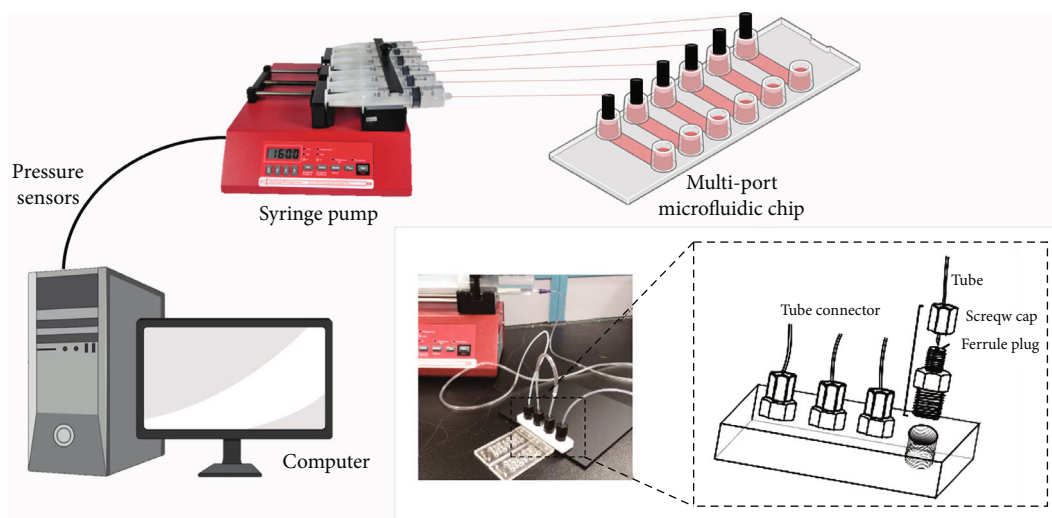 1600
Pressure
sensors
Syringe pump
Multi-port
microfluidic chip
Computer
Tube
Tube connector
Screqw cap
Ferrule plug